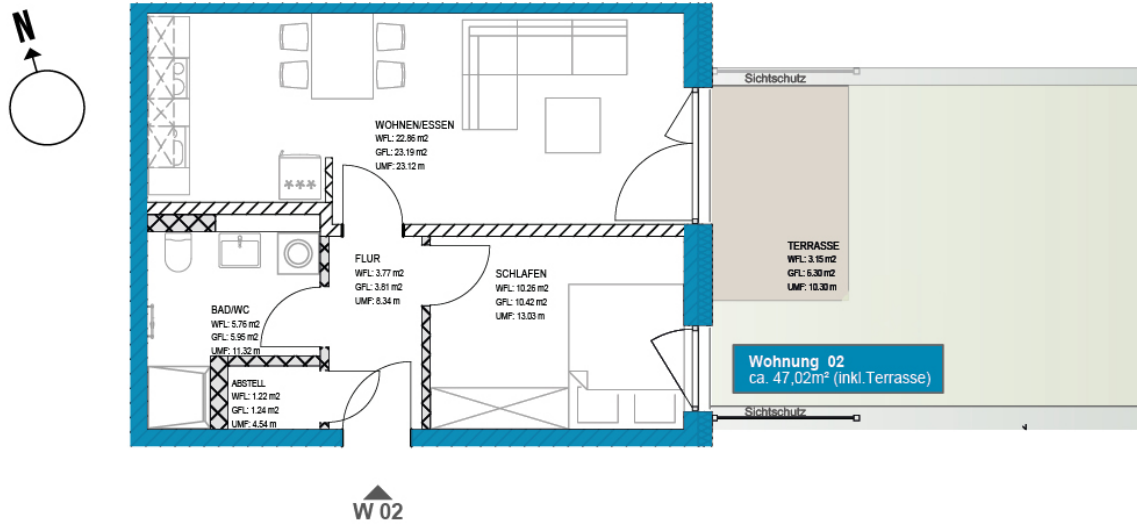 N
Sichtschutz
WOHNEN/ESSEN
WFL: 22.86 m2
GFL: 23.19 m2
UMF: 23.12 m
TERRASSE
WFL: 3.15 m2
GFL: 6.30 m2
UMF: 10.30 m
FLUR
WFL: 3.77 m2
GFL: 3.81 m2
UMF: 8.34 m
SCHLAFEN
WFL: 10.26 m2
GFL: 10.42 m2
UMF: 13.03 m
BAD/WC
WFL: 5.76 m2
GFL: 5.95 m2
UMF: 11.32 m
ABSTELL
WFL: 1.22 m2
GFL: 1.24 m2
UMF: 4.54 m
Wohnung 02
ca. 47,02m² (inkl.Terrasse)
Sichtschutz
W 02